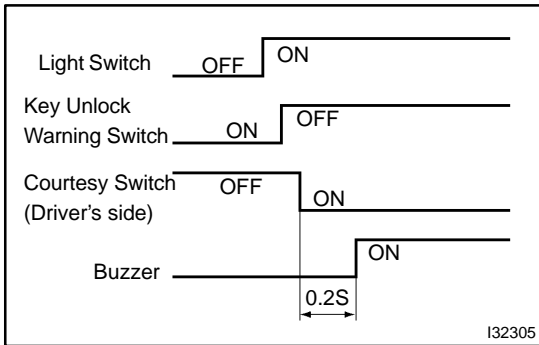 Light Switch OFF ON
Key Unlock
Warning Switch ON OFF
Courtesy Switch OFF
(Driver's side) ON
Buzzer ON
0.2S
I32305